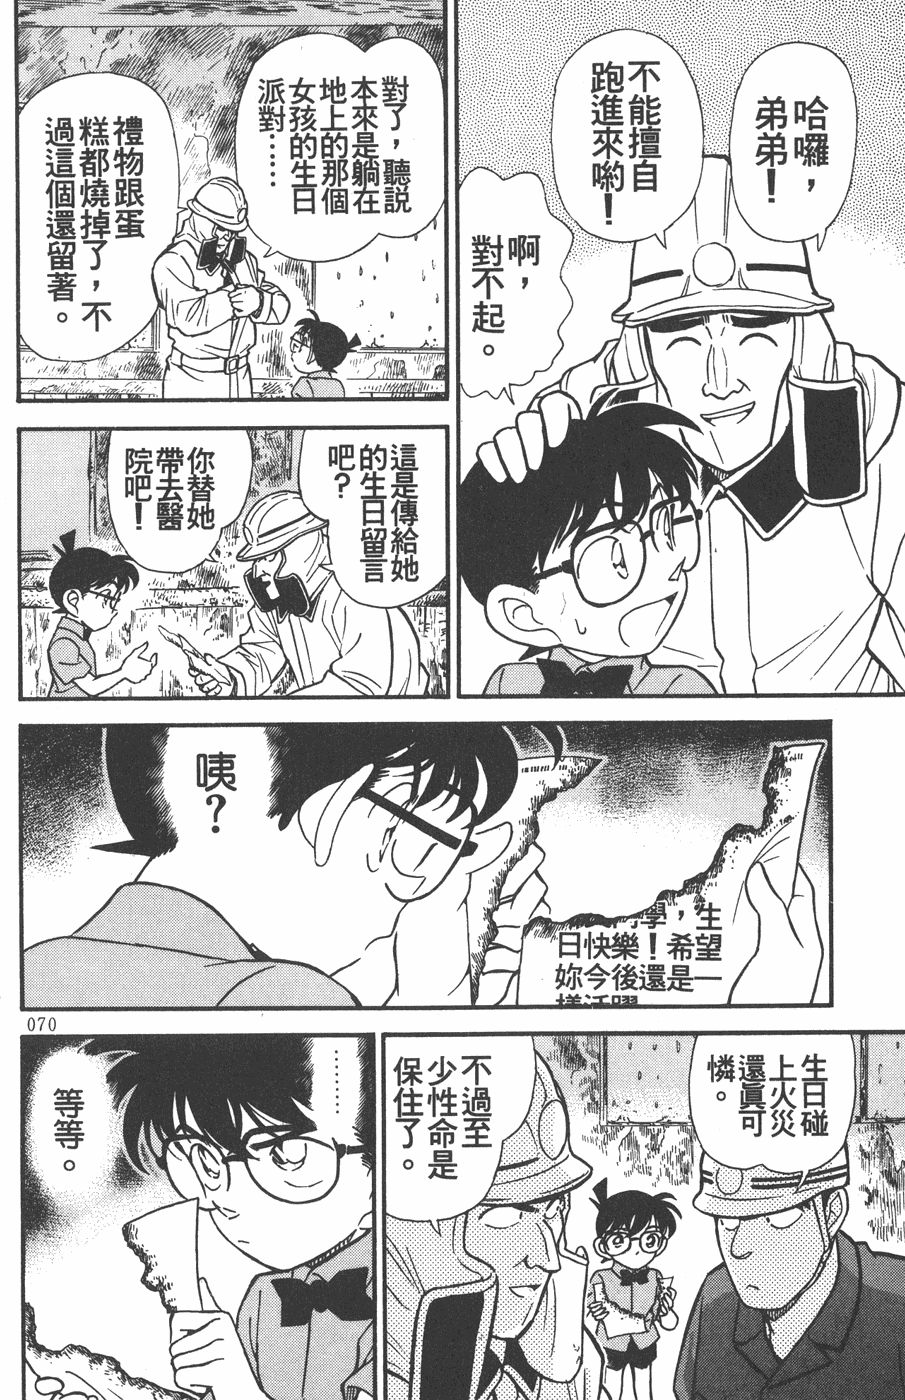 哈囉，
弟弟！
不能擅自
跑進來喲！
啊，
對不起。
對了，聽說
本來是躺在
地上的那個
女孩的生日
派對……
禮物跟蛋
糕都燒掉了，不
過這個還留著。
這是傳給她
的生日留言
吧？
你替她
帶去醫
院吧！
咦？
學，生
日快樂！希望
妳今後還是一
樣活躍
070
生日碰
上火災
還真可
憐。
不過至
少性命是
保住了。
……
等等。